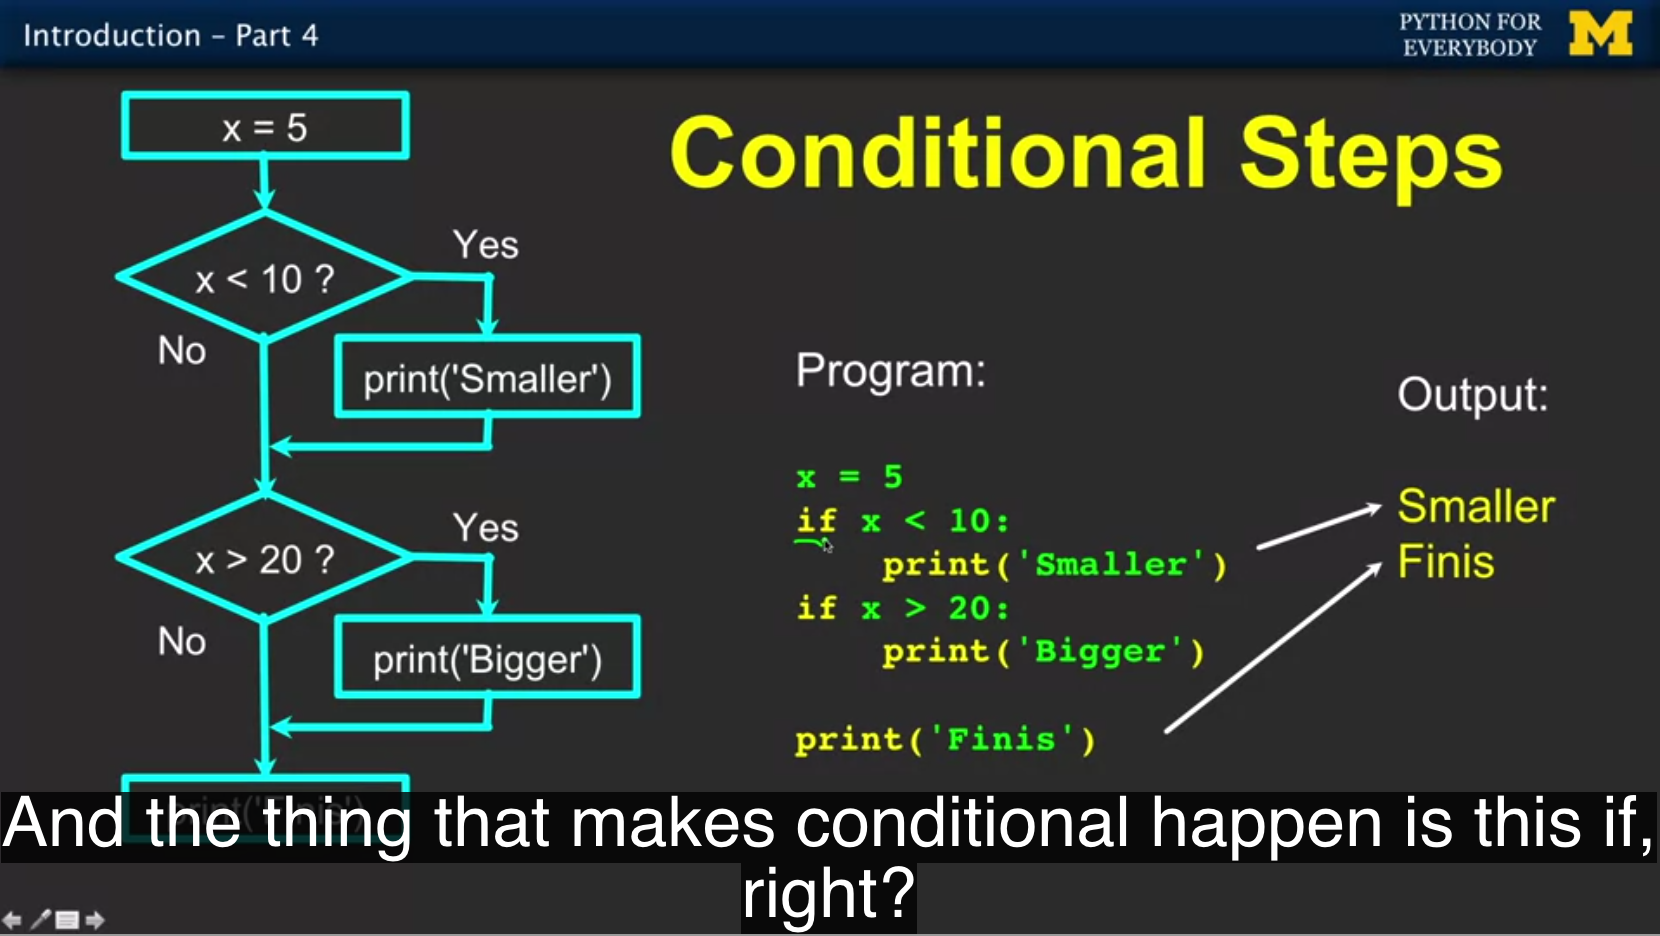 Introduction – Part 4
PYTHON FOR
EVERYBODY
M
Conditional Steps
x = 5
x < 10 ?
Yes
No
print('Smaller')
x > 20 ?
Yes
No
print('Bigger')
print('Finis')
Program:
x = 5
if x < 10:
    print('Smaller')
if x > 20:
    print('Bigger')
print('Finis')
Output:
Smaller
Finis
And the thing that makes conditional happen is this if,
right?